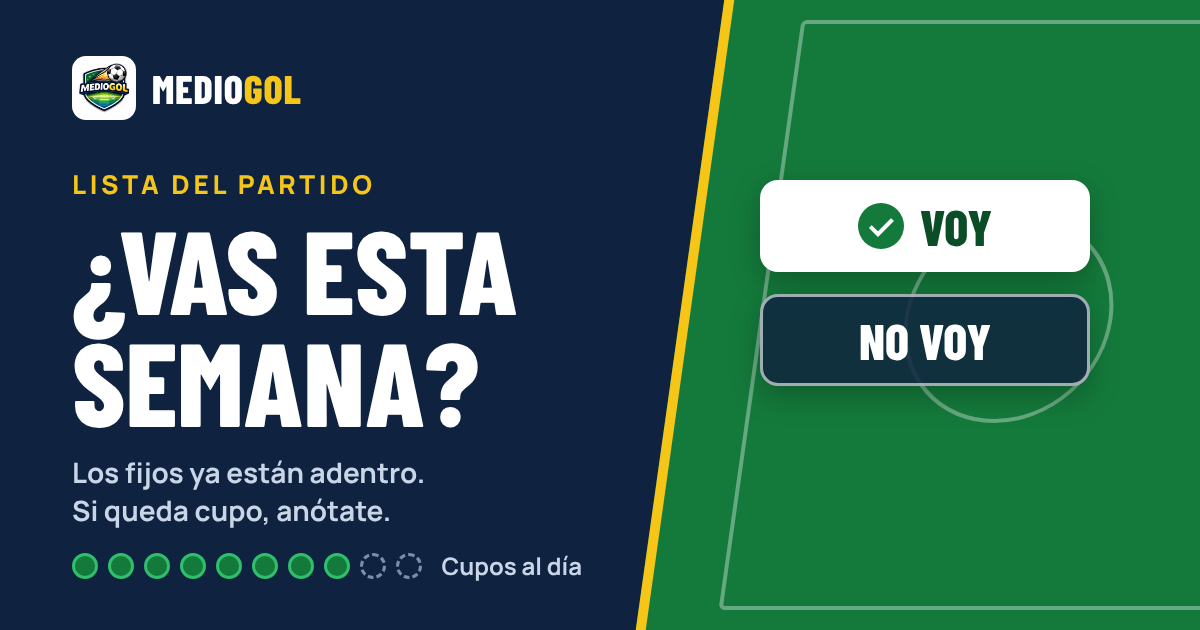 MEDIOGOL
MEDIOGOL
LISTA DEL PARTIDO
¿VAS ESTA
SEMANA?
Los fijos ya están adentro.
Si queda cupo, anótate.
Cupos al día
VOY
NO VOY